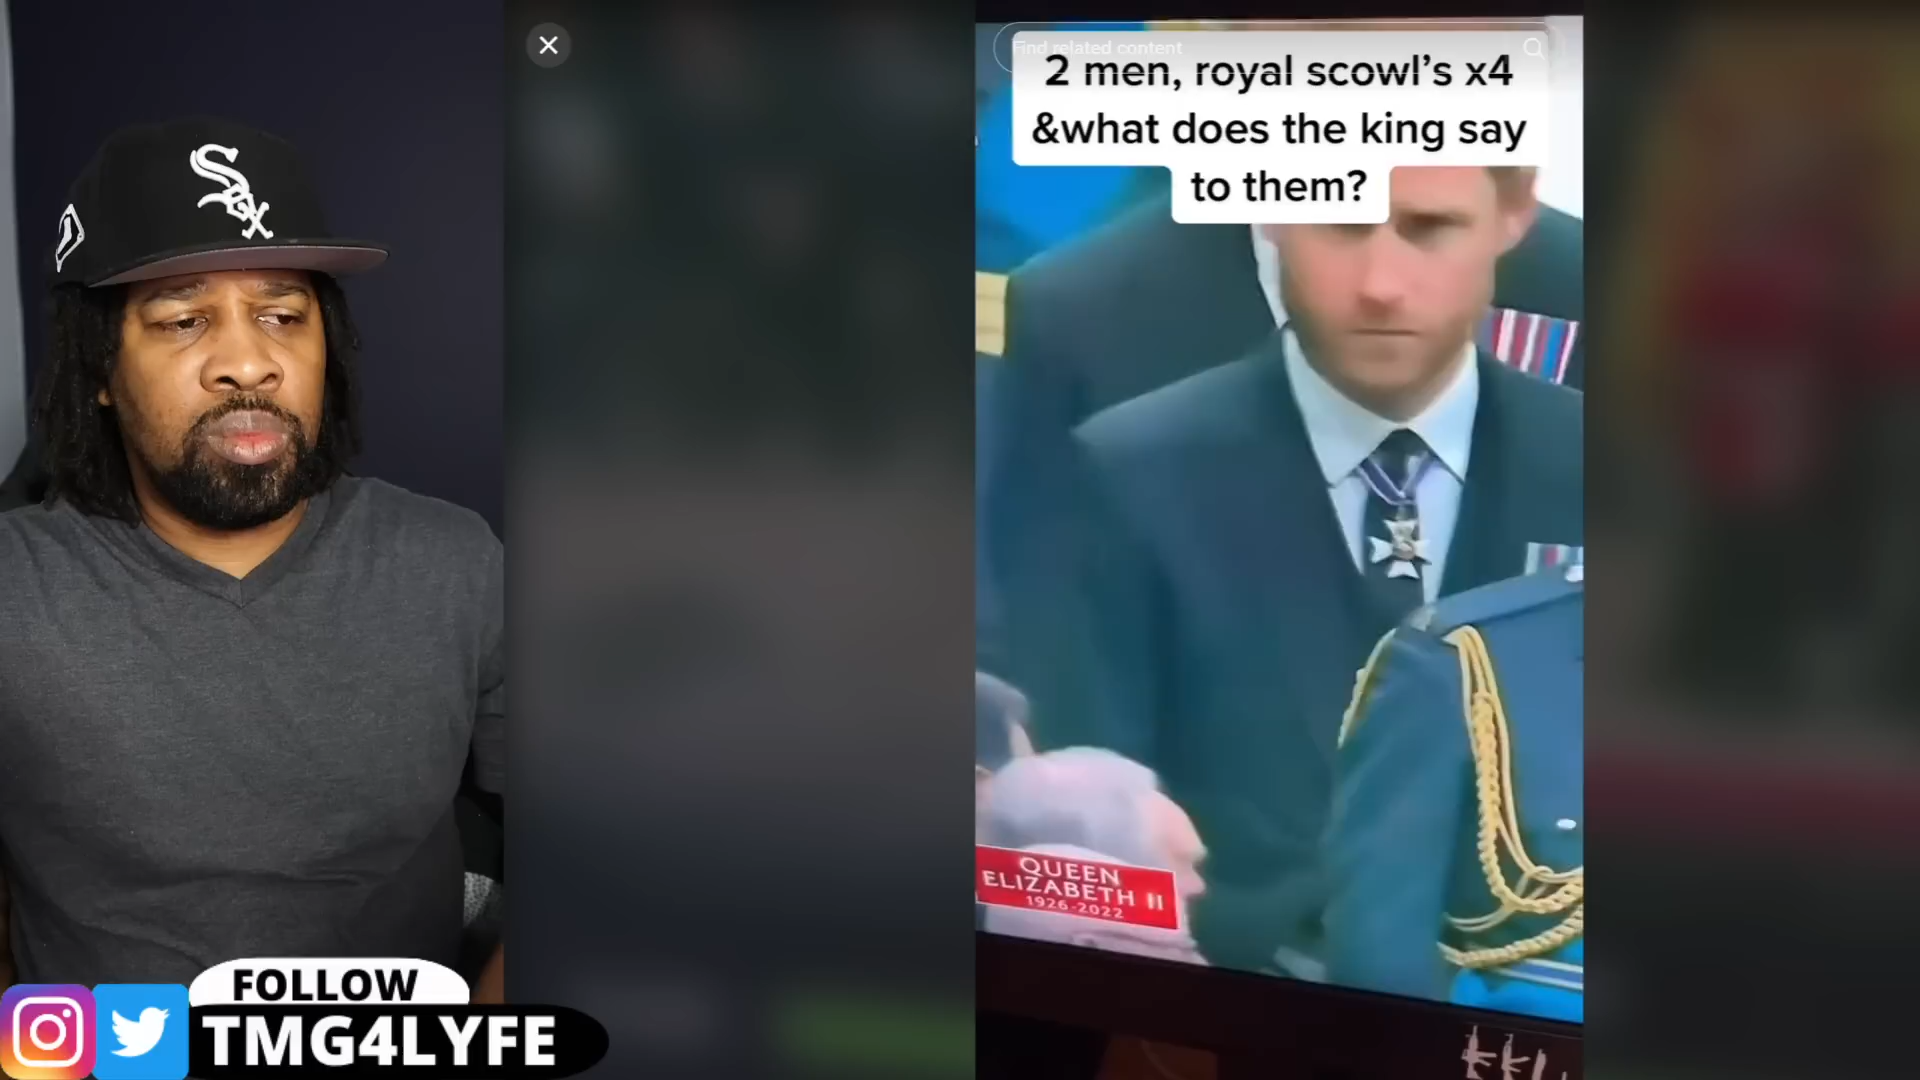 Find related content
2 men, royal scowl’s x4
&what does the king say
to them?
Sox
QUEEN
ELIZABETH II
1926-2022
FOLLOW
TMG4LYFE